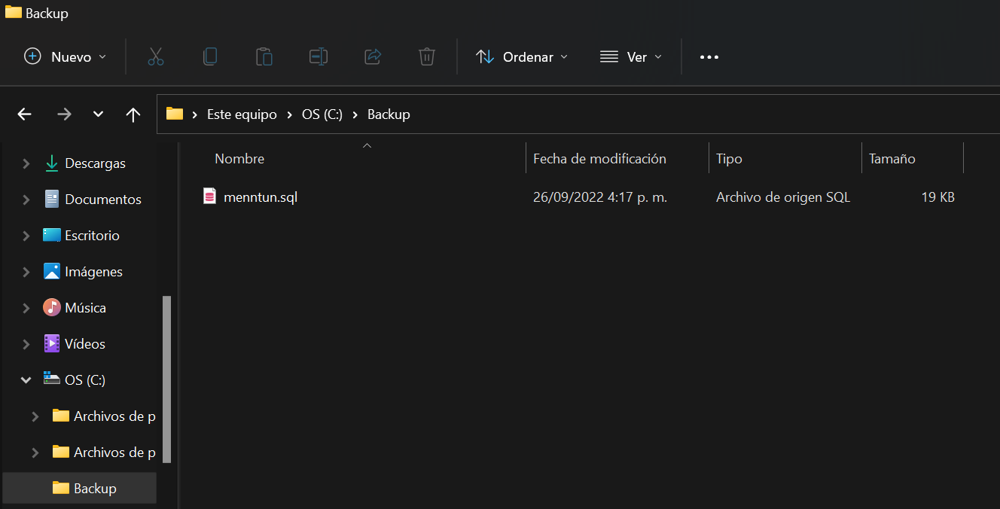 Backup
Nuevo Ordenar Ver
Este equipo > OS (C:) > Backup
Nombre Fecha de modificación Tipo Tamaño
menntun.sql 26/09/2022 4:17 p. m. Archivo de origen SQL 19 KB
Descargas
Documentos
Escritorio
Imágenes
Música
Vídeos
OS (C:)
Archivos de p
Archivos de p
Backup